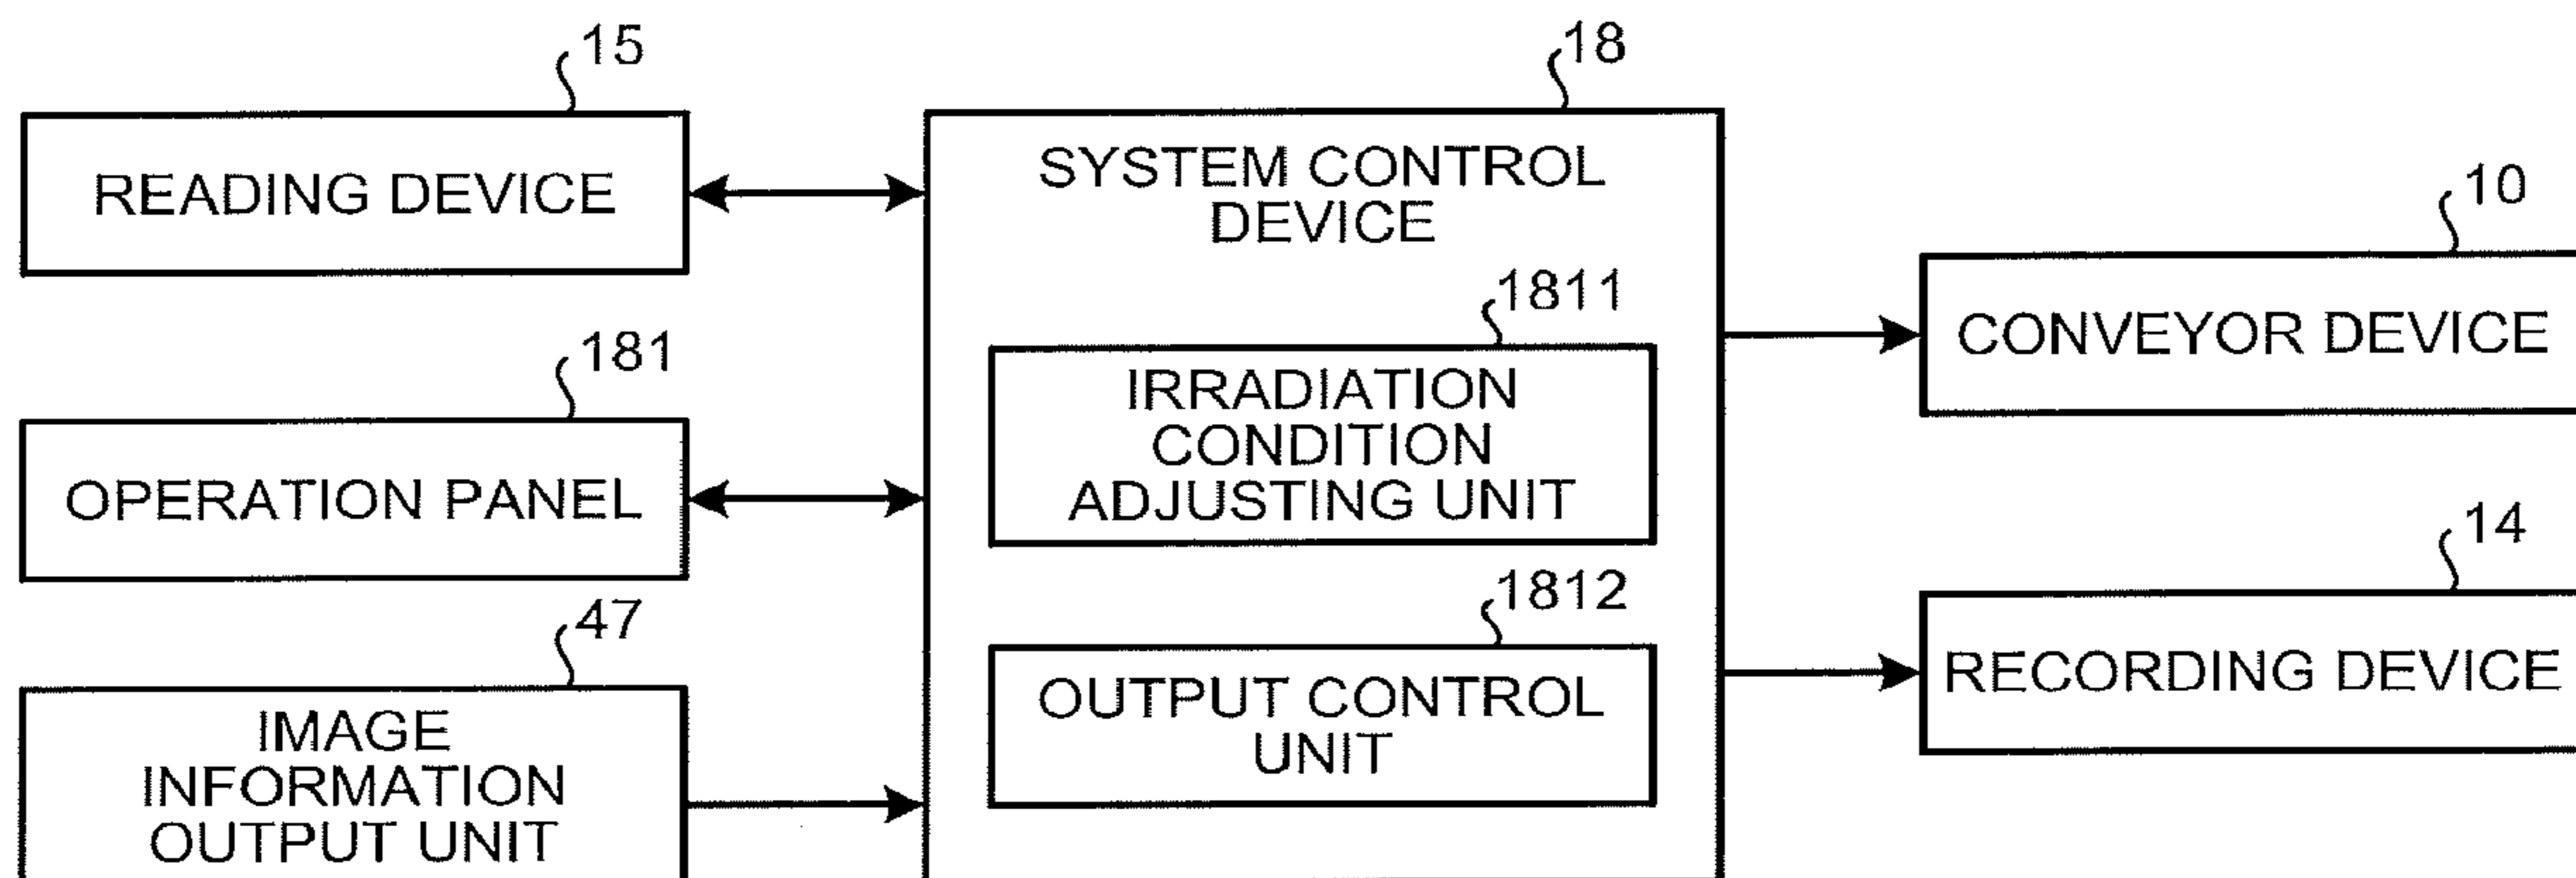 15
READING DEVICE
181
OPERATION PANEL
47
IMAGE
INFORMATION
OUTPUT UNIT
18
SYSTEM CONTROL
DEVICE
1811
IRRADIATION
CONDITION
ADJUSTING UNIT
1812
OUTPUT CONTROL
UNIT
10
CONVEYOR DEVICE
14
RECORDING DEVICE